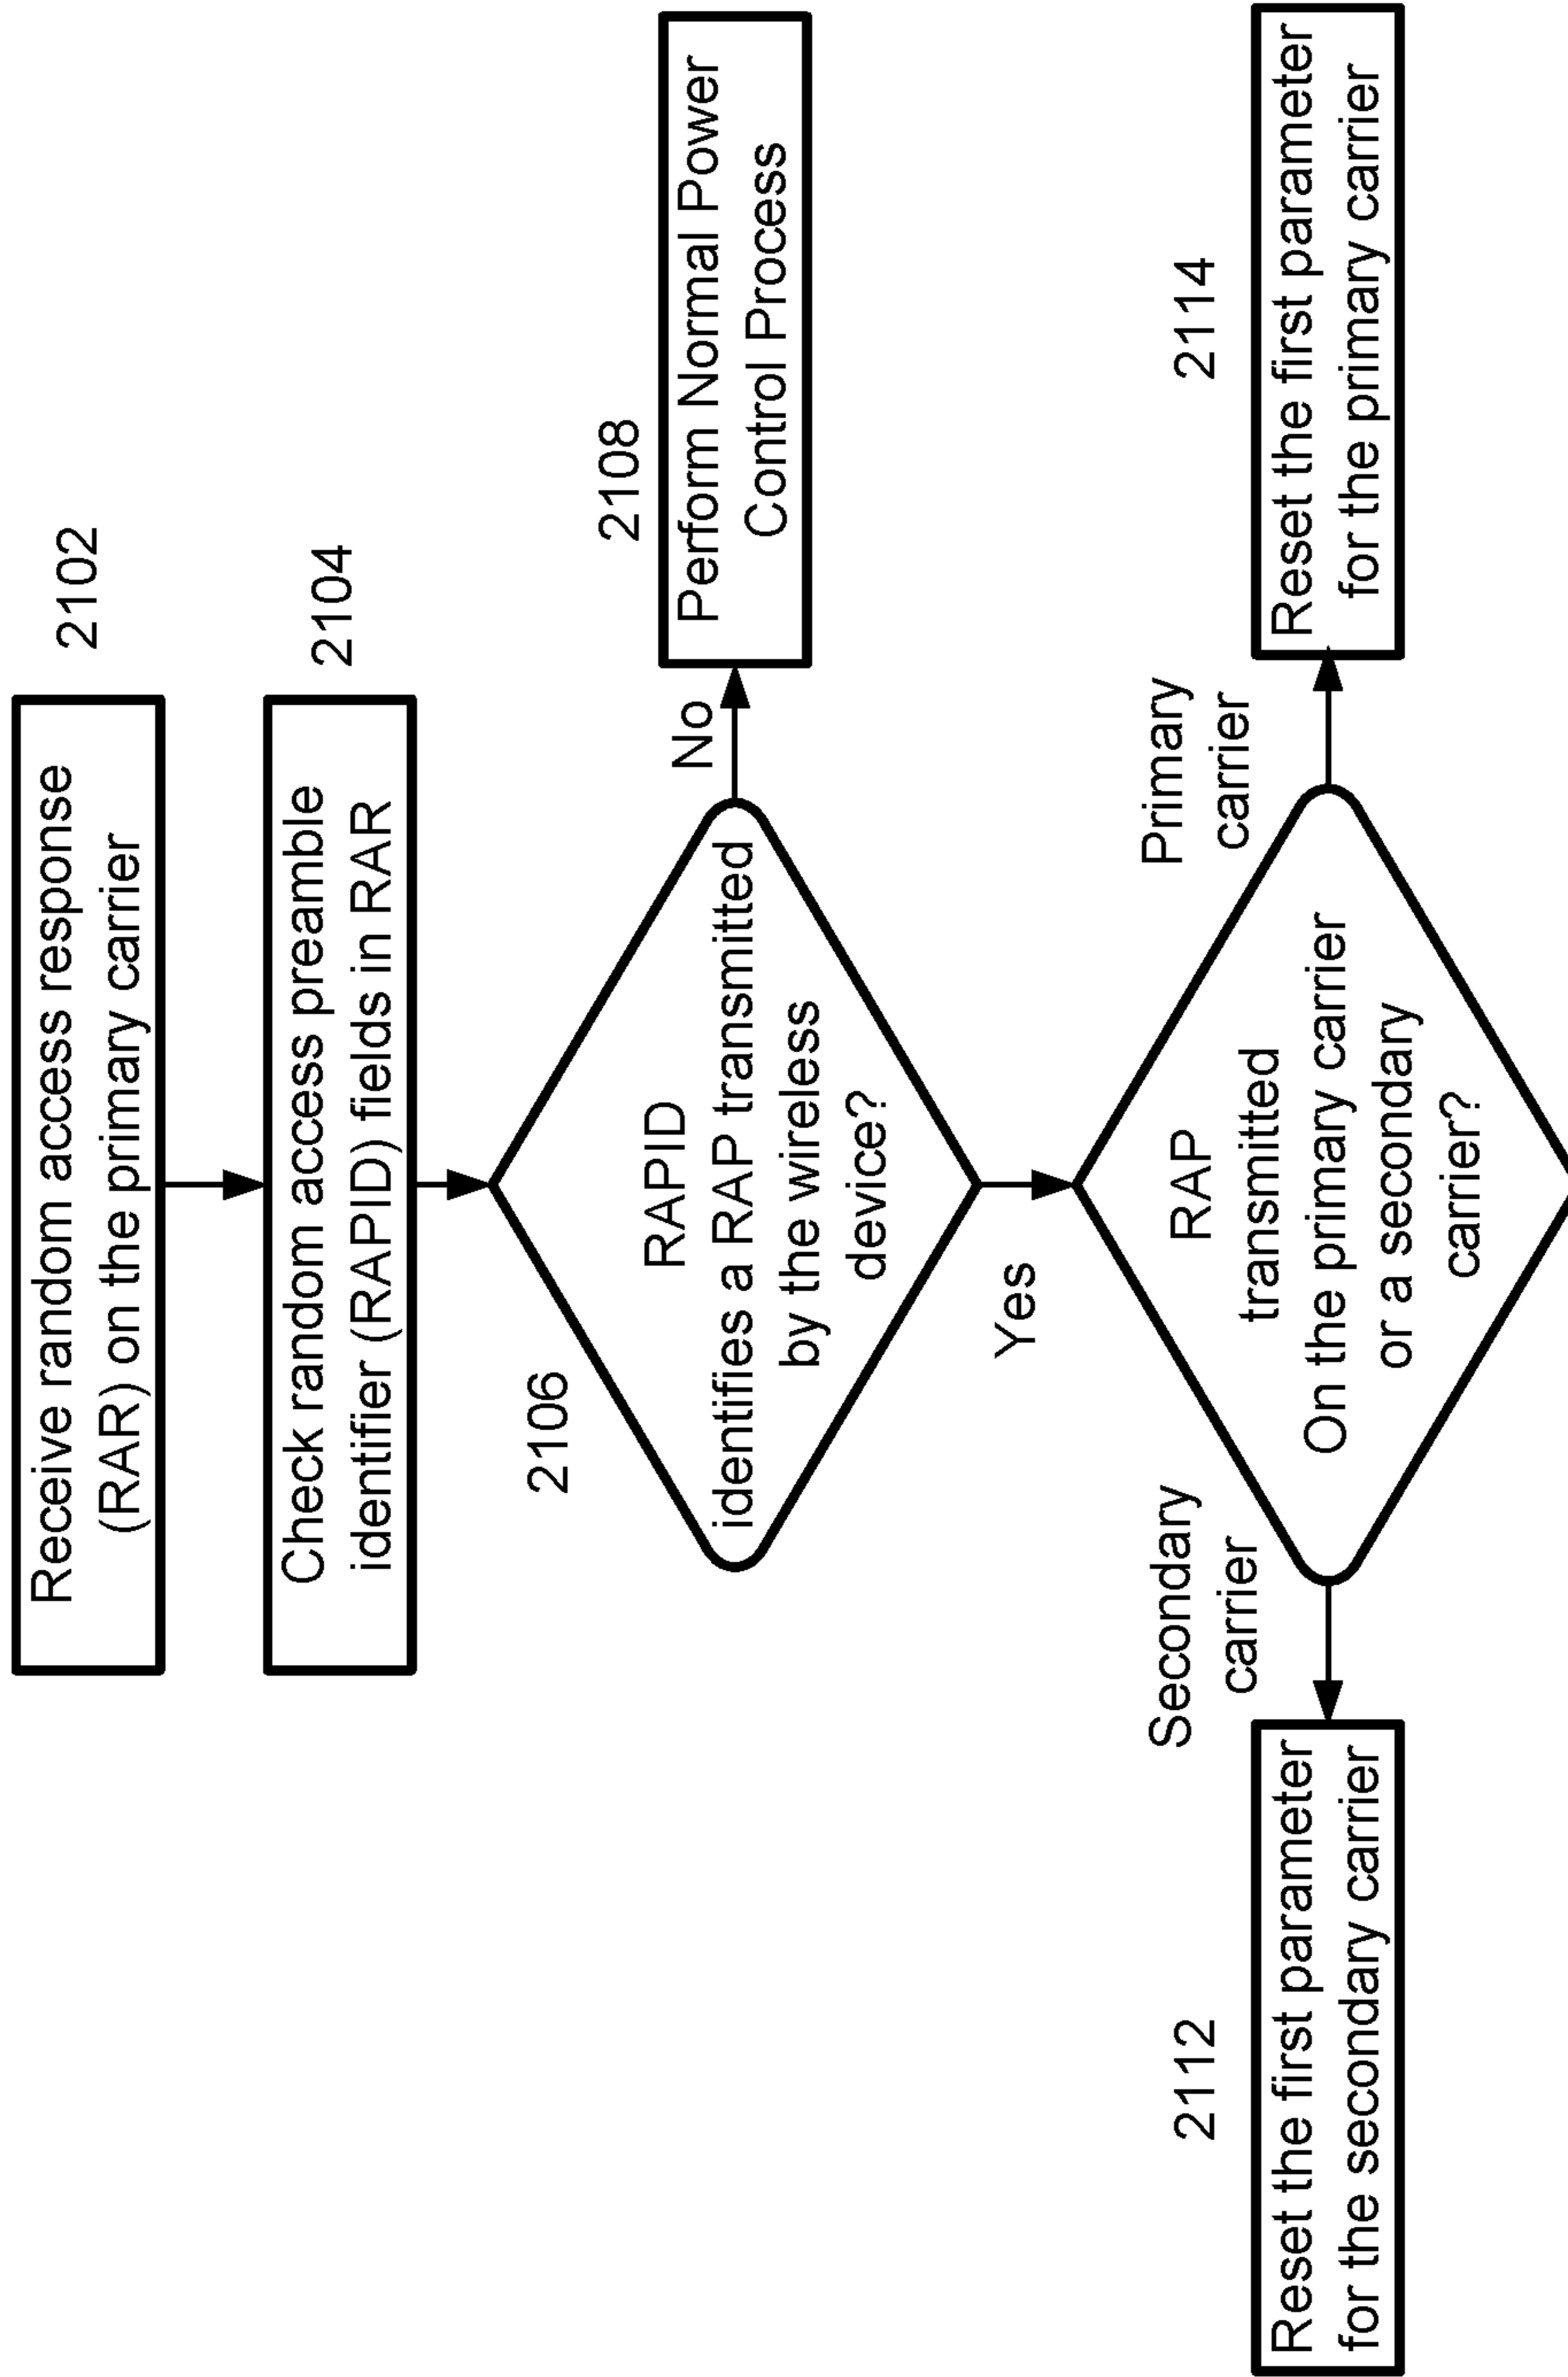 2102
Receive random access response
(RAR) on the primary carrier
2104
Check random access preamble
identifier (RAPID) fields in RAR
2106
RAPID
identifies a RAP transmitted
by the wireless
device?
No
2108
Perform Normal Power
Control Process
Yes
RAP
transmitted
On the primary carrier
or a secondary
carrier?
Secondary
carrier
2112
Reset the first parameter
for the secondary carrier
Primary
carrier
2114
Reset the first parameter
for the primary carrier